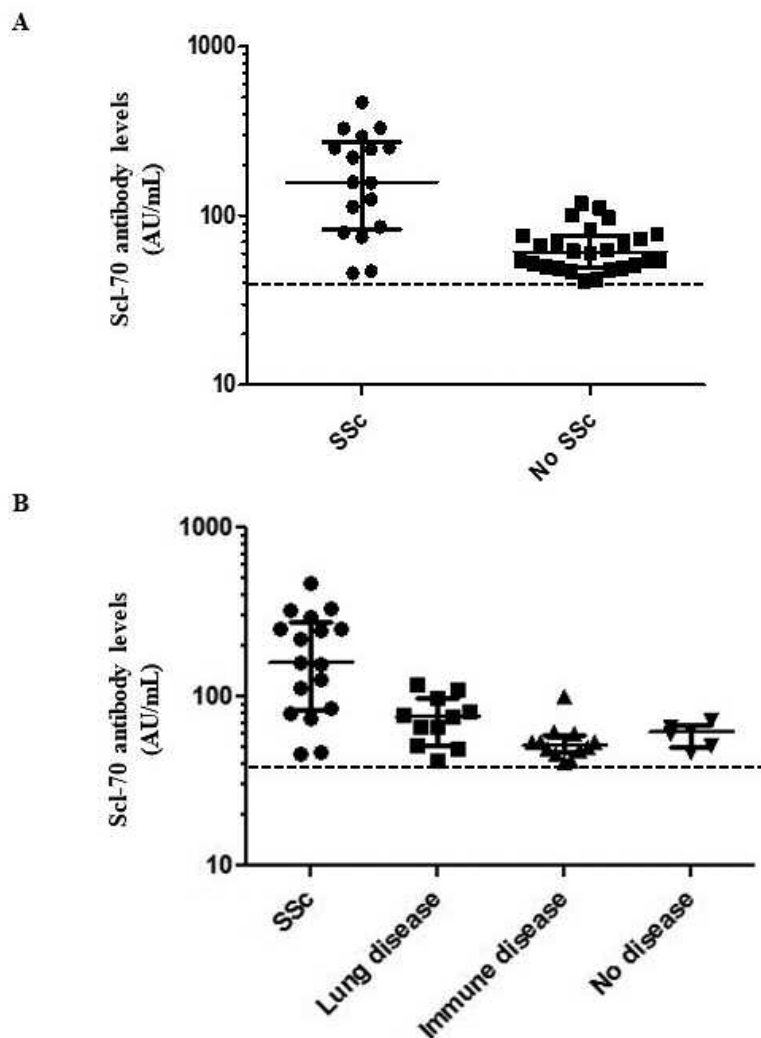 A
Scl-70 antibody levels
(AU/mL)
1000
100
10
SSc
No SSc
B
Scl-70 antibody levels
(AU/mL)
1000
100
10
SSc
Lung disease
Immune disease
No disease